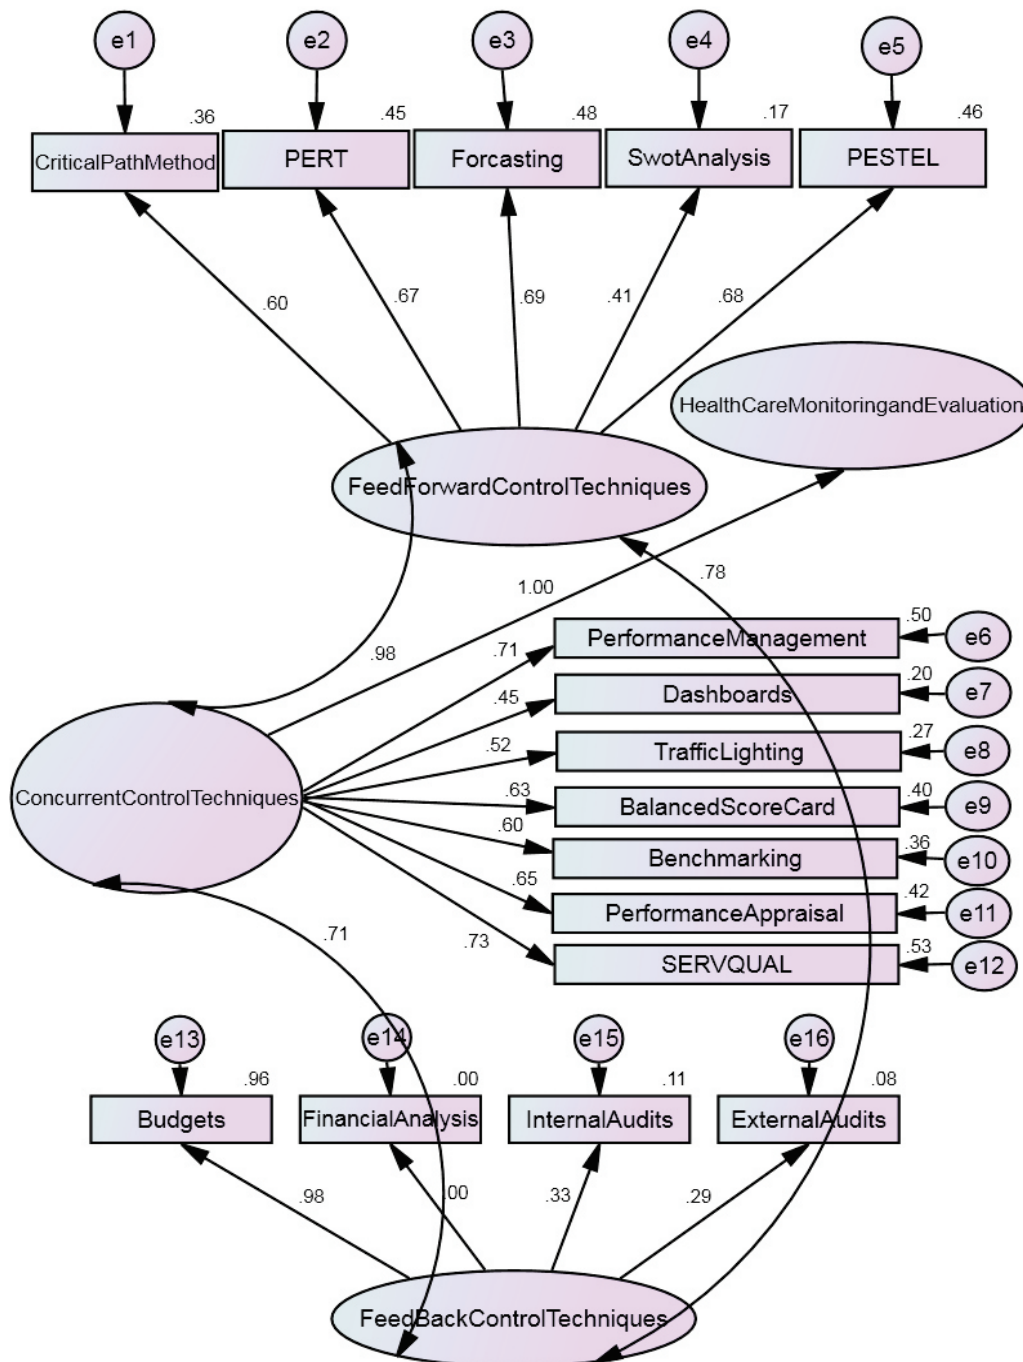 e1 e2 e3 e4 e5
.36 .45 .48 .17 .46
CriticalPathMethod PERT Forcasting SwotAnalysis PESTEL
.60 .67 .69 .41 .68
HealthCareMonitoringandEvaluation
FeedForwardControlTechniques
.78
1.00
.98
.50
.71 PerformanceManagement e6
.20
.45 Dashboards e7
.27
.52 TrafficLighting e8
.40
.63 BalancedScoreCard e9
ConcurrentControlTechniques
.36
.60 Benchmarking e10
.42
.65 PerformanceAppraisal e11
.53
.73 SERVQUAL e12
.71
e13 e14 e15 e16
.96 .00 .11 .08
Budgets FinancialAnalysis InternalAudits ExternalAudits
.98 .00 .33 .29
FeedBackControlTechniques